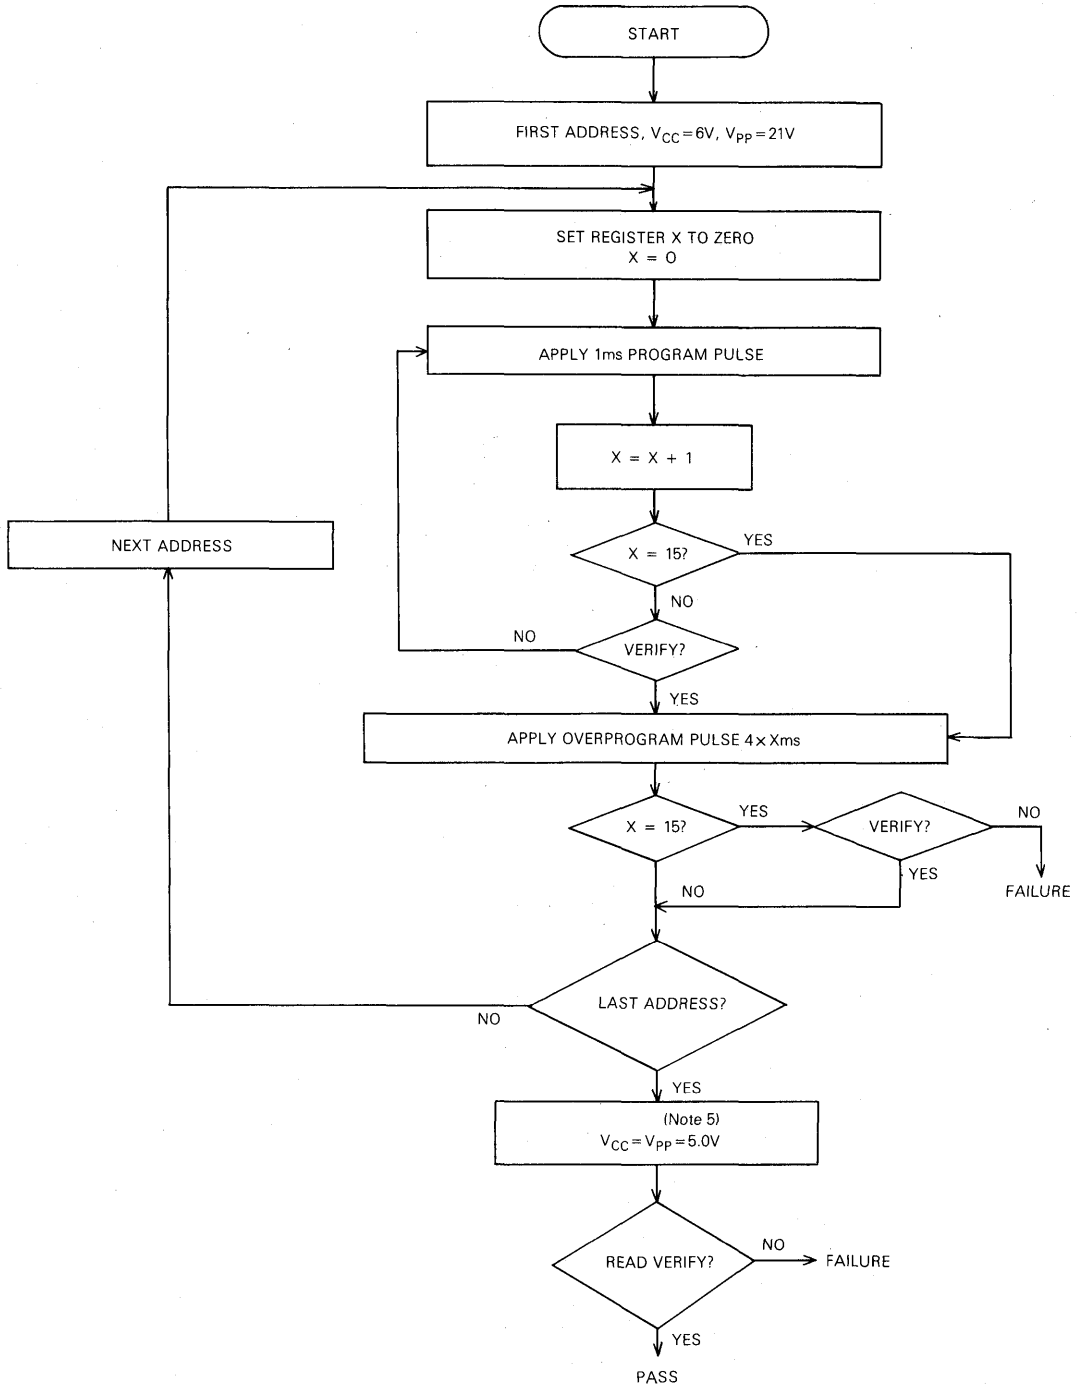 START
FIRST ADDRESS, VCC=6V, VPP=21V
SET REGISTER X TO ZERO
X = 0
APPLY 1ms PROGRAM PULSE
X = X + 1
NEXT ADDRESS
X = 15?
YES
NO
VERIFY?
NO
YES
APPLY OVERPROGRAM PULSE 4×Xms
X = 15?
YES
VERIFY?
NO
YES
FAILURE
NO
LAST ADDRESS?
NO
YES
(Note 5)
VCC=VPP=5.0V
READ VERIFY?
NO
FAILURE
YES
PASS